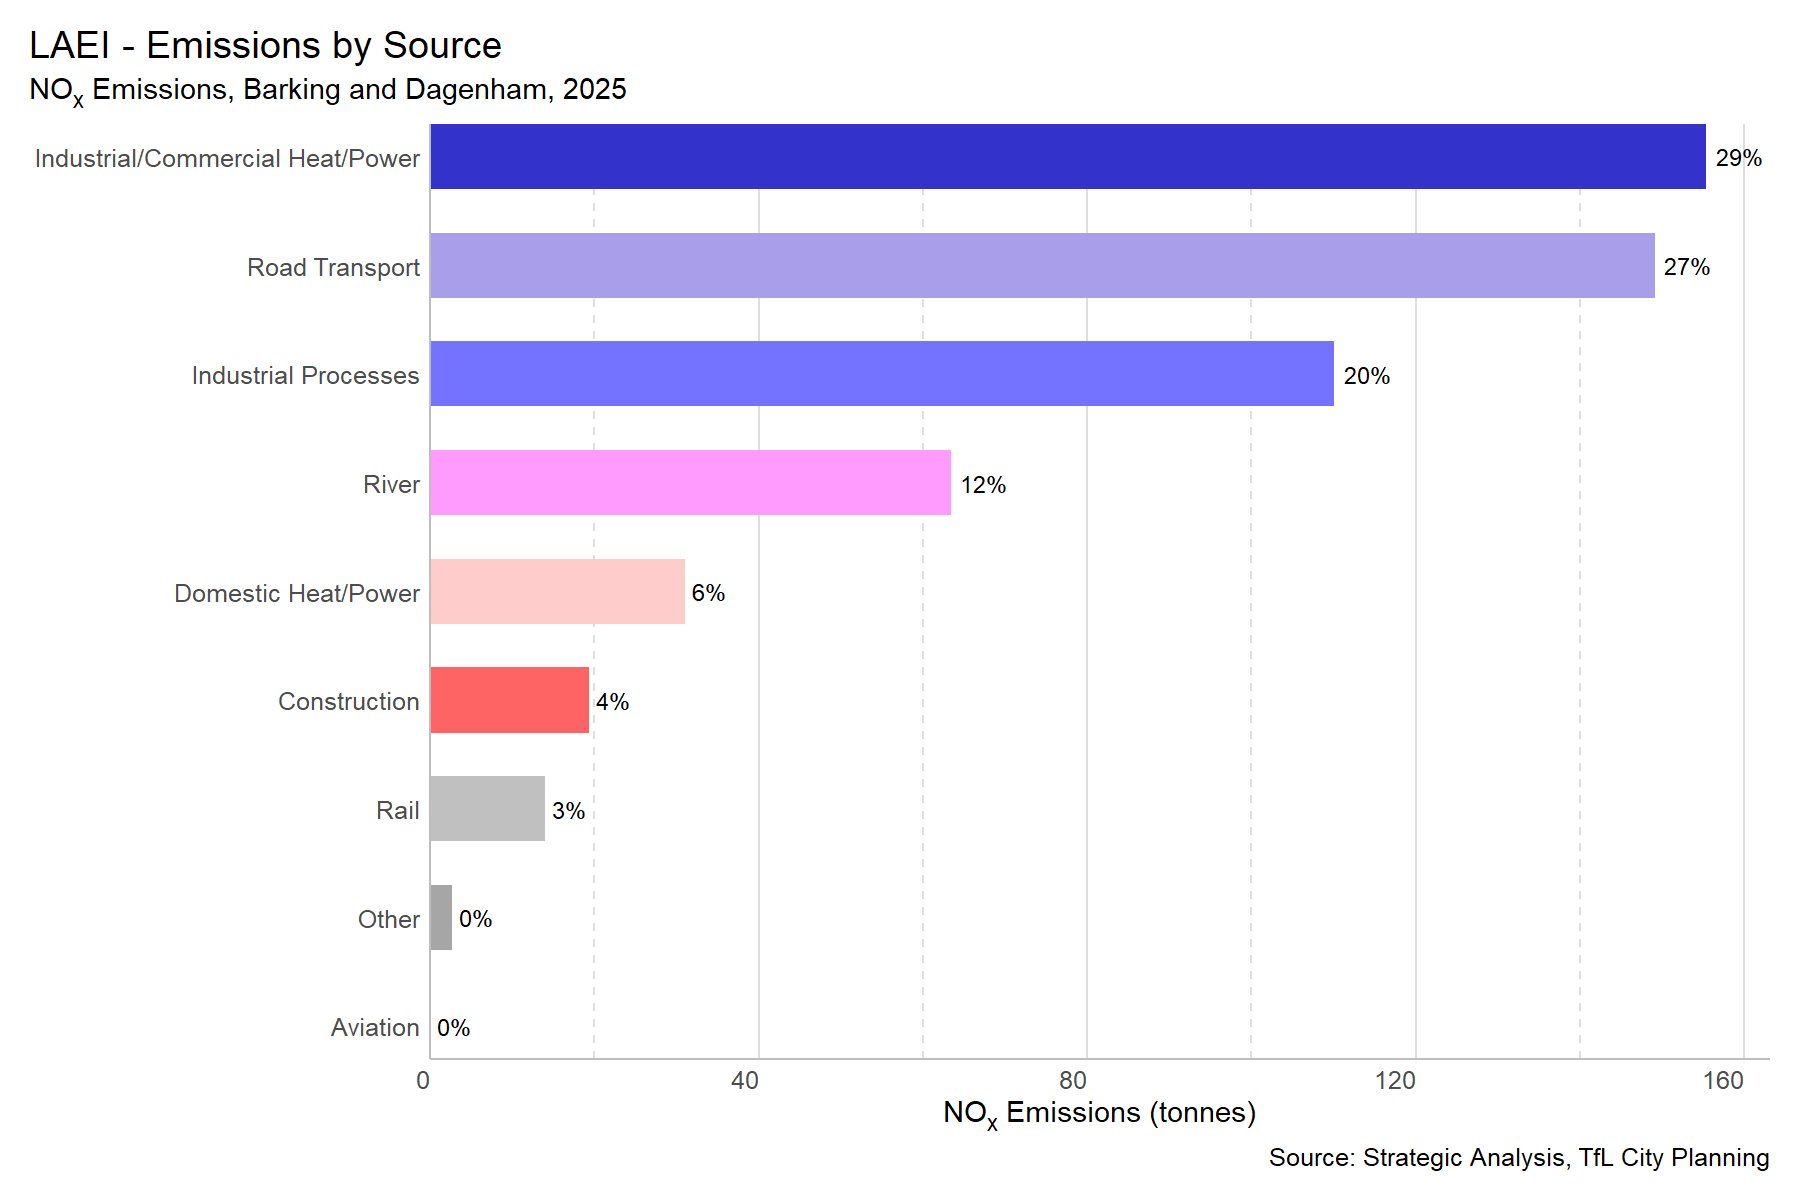 LAEI - Emissions by Source
NOx Emissions, Barking and Dagenham, 2025
Industrial/Commercial Heat/Power 29%
Road Transport 27%
Industrial Processes 20%
River 12%
Domestic Heat/Power 6%
Construction 4%
Rail 3%
Other 0%
Aviation 0%
0 40 80 120 160
NOx Emissions (tonnes)
Source: Strategic Analysis, TfL City Planning